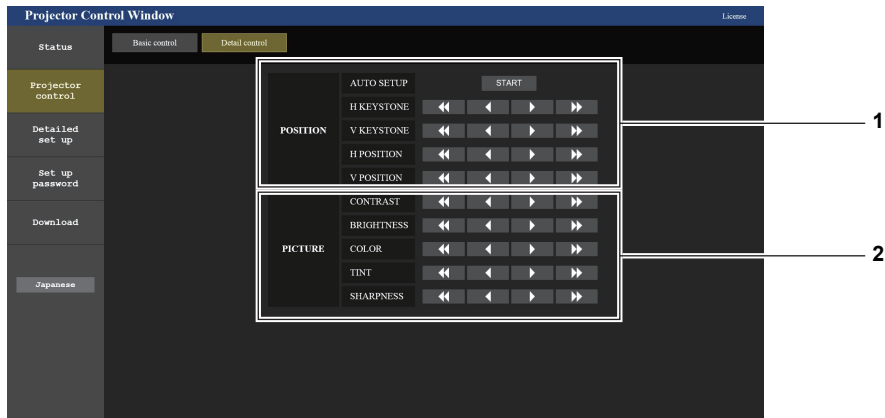 Projector Control Window
License
Status
Basic control
Detail control
Projector
control
Detailed
set up
Set up
password
Download
Japanese
POSITION
AUTO SETUP
START
H KEYSTONE
V KEYSTONE
H POSITION
V POSITION
PICTURE
CONTRAST
BRIGHTNESS
COLOR
TINT
SHARPNESS
1
2